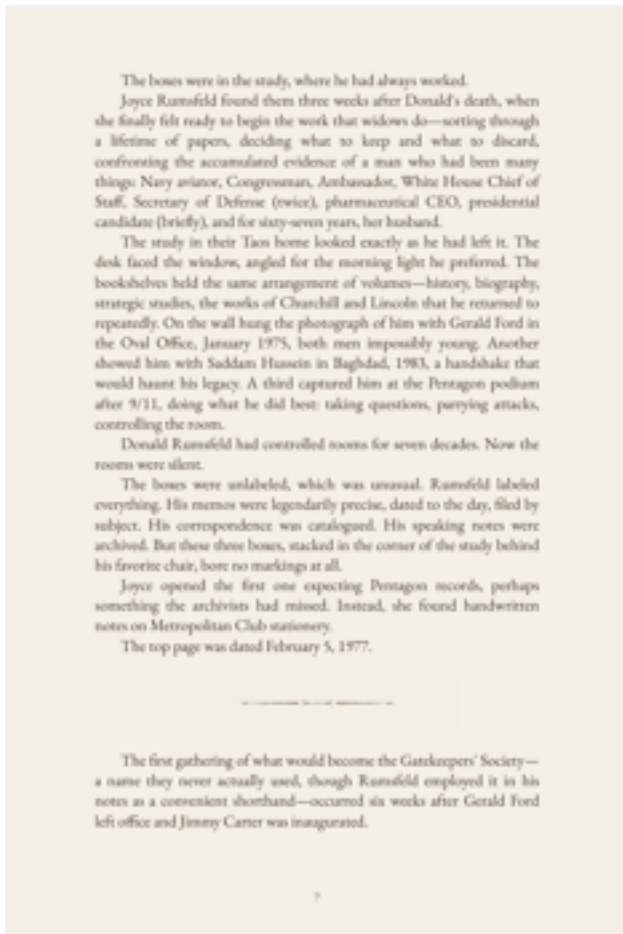 The boxes were in the study, where he had always worked.
Joyce Rumsfeld found them three weeks after Donald's death, when
she finally felt ready to begin the work that widows do—sorting through
a lifetime of papers, deciding what to keep and what to discard,
confronting the accumulated evidence of a man who had been many
things: Navy aviator, Congressman, Ambassador, White House Chief of
Staff, Secretary of Defense (twice), pharmaceutical CEO, presidential
candidate (briefly), and for sixty-seven years, her husband.
The study in their Taos home looked exactly as he had left it. The
desk faced the window, angled for the morning light he preferred. The
bookshelves held the same arrangement of volumes—history, biography,
strategic studies, the works of Churchill and Lincoln that he returned to
repeatedly. On the wall hung the photograph of him with Gerald Ford in
the Oval Office, January 1975, both men impossibly young. Another
showed him with Saddam Hussein in Baghdad, 1983, a handshake that
would haunt his legacy. A third captured him at the Pentagon podium
after 9/11, doing what he did best: taking questions, parrying attacks,
controlling the room.
Donald Rumsfeld had controlled rooms for seven decades. Now the
rooms were silent.
The boxes were unlabeled, which was unusual. Rumsfeld labeled
everything. His memos were legendarily precise, dated to the day, filed by
subject. His correspondence was catalogued. His speaking notes were
archived. But these three boxes, stacked in the corner of the study behind
his favorite chair, bore no markings at all.
Joyce opened the first one expecting Pentagon records, perhaps
something the archivists had missed. Instead, she found handwritten
notes on Metropolitan Club stationery.
The top page was dated February 5, 1977.
The first gathering of what would become the Gatekeepers' Society—
a name they never actually used, though Rumsfeld employed it in his
notes as a convenient shorthand—occurred six weeks after Gerald Ford
left office and Jimmy Carter was inaugurated.
7